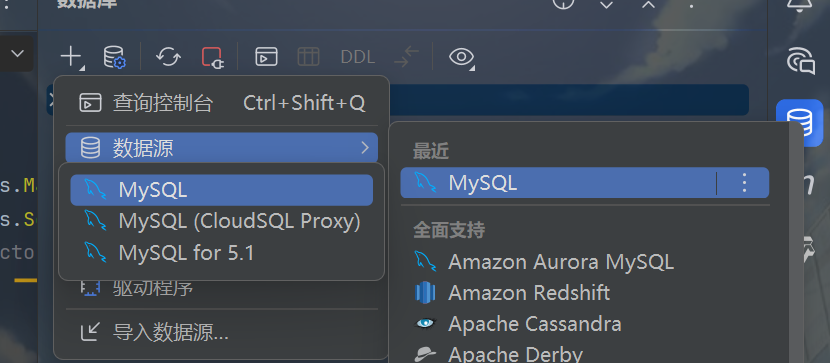 数据库
DDL
查询控制台 Ctrl+Shift+Q
数据源
MySQL
MySQL (CloudSQL Proxy)
MySQL for 5.1
驱动程序
导入数据源...
最近
MySQL
全面支持
Amazon Aurora MySQL
Amazon Redshift
Apache Cassandra
Apache Derby
s.M
s.S
cto